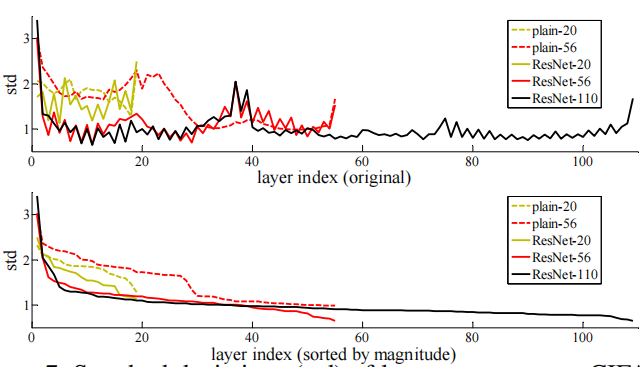 plain-20
plain-56
ResNet-20
ResNet-56
ResNet-110
std
3
2
1
0 20 40 60 80 100
layer index (original)
plain-20
plain-56
ResNet-20
ResNet-56
ResNet-110
std
3
2
1
0 20 40 60 80 100
layer index (sorted by magnitude)